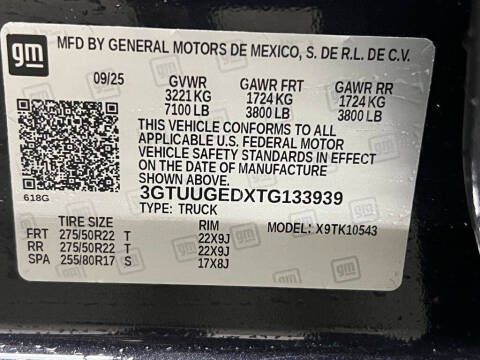 gm
MFD BY GENERAL MOTORS DE MEXICO, S. DE R.L. DE C.V.
09/25 GVWR GAWR FRT GAWR RR
3221 KG 1724 KG 1724 KG
7100 LB 3800 LB 3800 LB
THIS VEHICLE CONFORMS TO ALL
APPLICABLE U.S. FEDERAL MOTOR
VEHICLE SAFETY STANDARDS IN EFFECT
ON THE DATE OF MANUFACTURE
SHOWN ABOVE.
618G
3GTUUGEDXTG133939
TYPE: TRUCK
TIRE SIZE RIM MODEL: X9TK10543
FRT 275/50R22 T 22X9J
RR 275/50R22 T 22X9J
SPA 255/80R17 S 17X8J